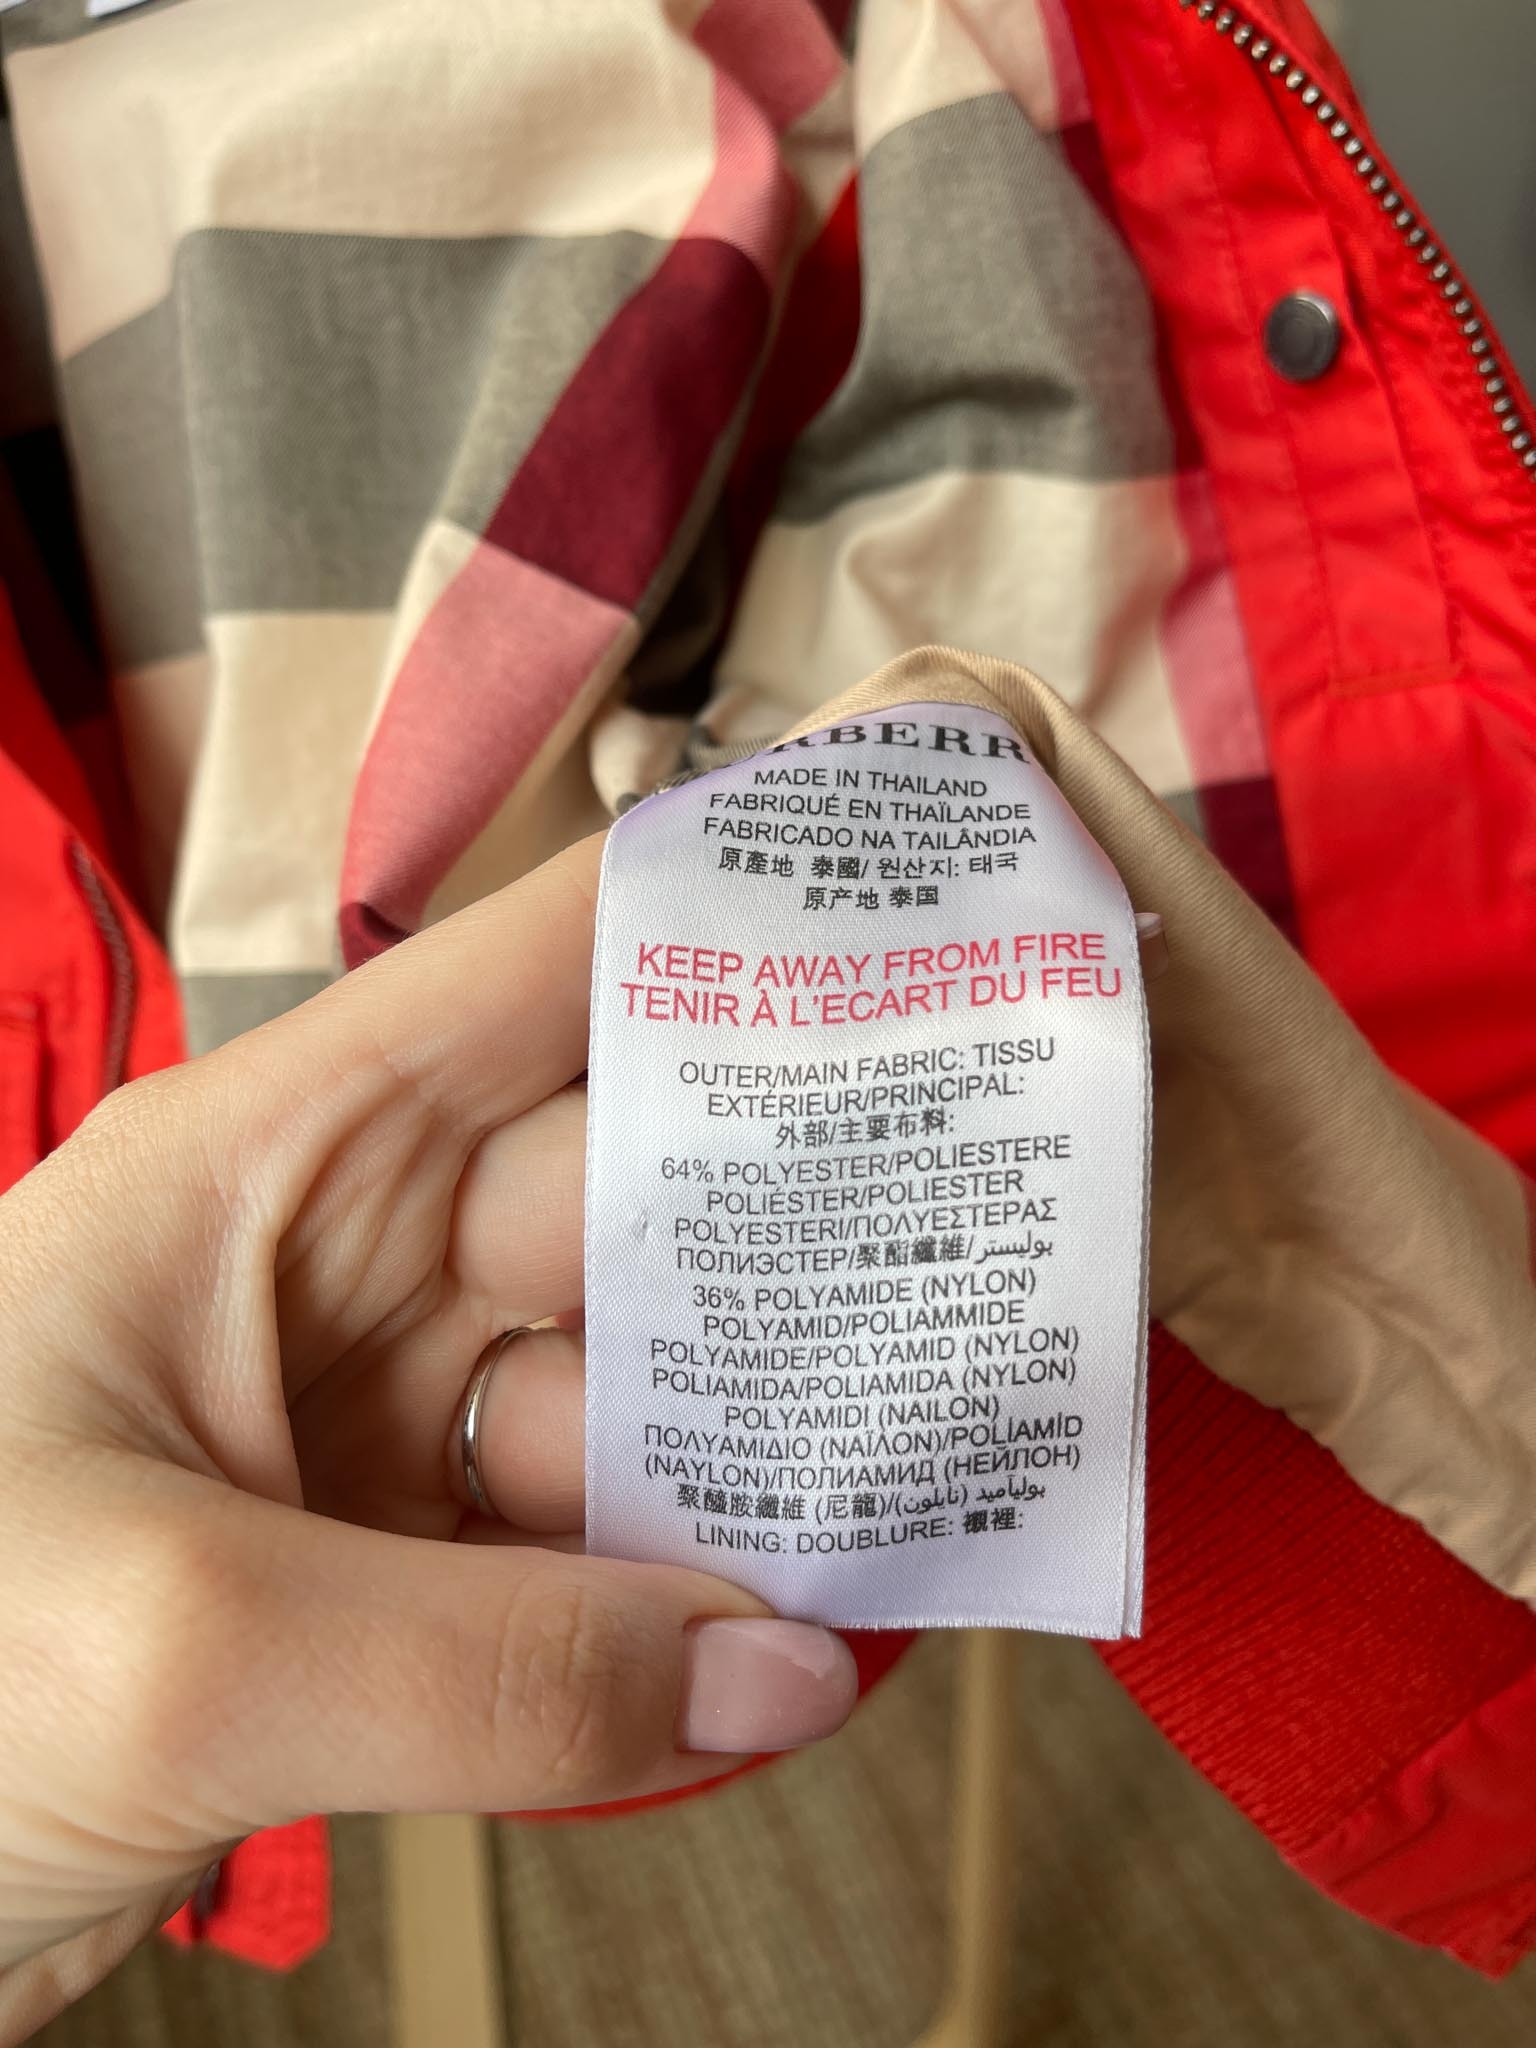 RBERR
MADE IN THAILAND
FABRIQUÉ EN THAÏLANDE
FABRICADO NA TAILÂNDIA
原產地 泰國/ 원산지: 태국
原产地 泰国
KEEP AWAY FROM FIRE
TENIR À L'ECART DU FEU
OUTER/MAIN FABRIC: TISSU
EXTÉRIEUR/PRINCIPAL:
外部/主要布料:
64% POLYESTER/POLIESTERE
POLIÉSTER/POLIESTER
POLYESTERI/ΠΟΛΥΕΣΤΕΡΑΣ
ПОЛИЭСТЕР/聚酯纖維/بوليستر
36% POLYAMIDE (NYLON)
POLYAMID/POLIAMMIDE
POLYAMIDE/POLYAMID (NYLON)
POLIAMIDA/POLIAMIDA (NYLON)
POLYAMIDI (NAILON)
ΠΟΛΥΑΜΙΔΙΟ (ΝΑΪΛΟΝ)/POLİAMİD
(NAYLON)/ПОЛИАМИД (НЕЙЛОН)
聚醯胺纖維 (尼龍)/بولياميد (نايلون)
LINING: DOUBLURE: 襯裡: